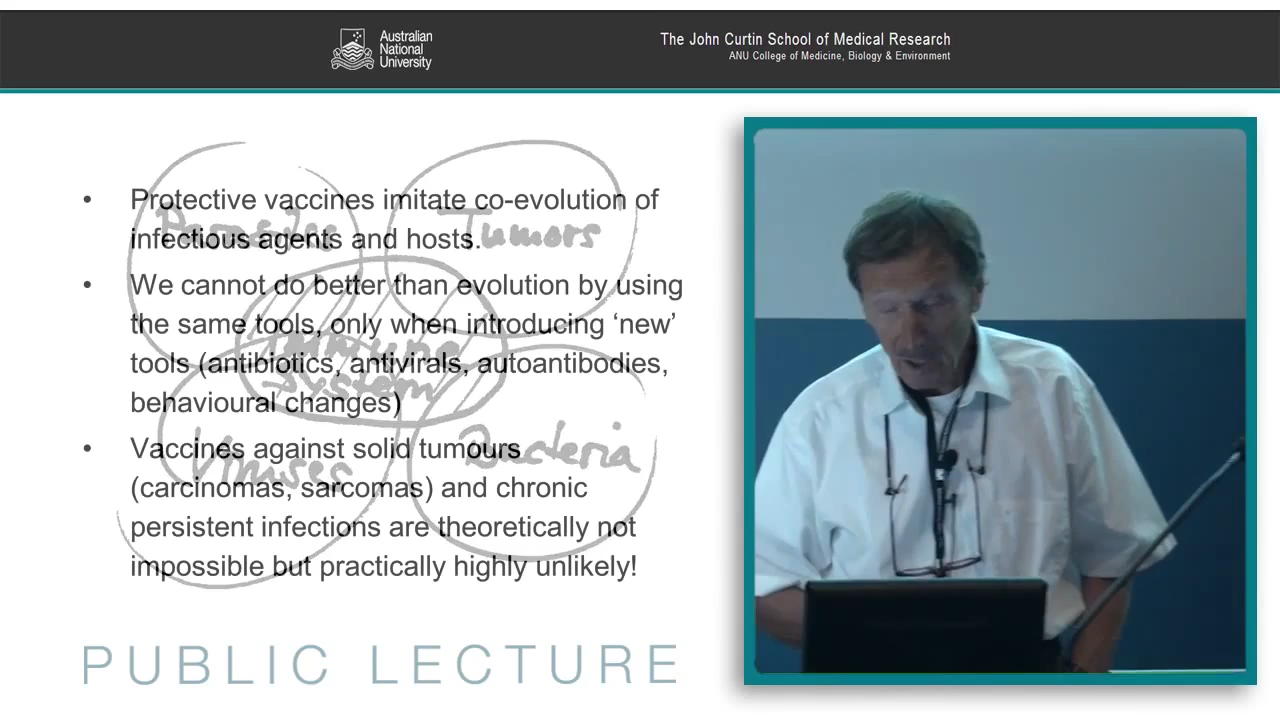 Australian
National
University
The John Curtin School of Medical Research
ANU College of Medicine, Biology & Environment
• Protective vaccines imitate co-evolution of
infectious agents and hosts.
• We cannot do better than evolution by using
the same tools, only when introducing ‘new’
tools (antibiotics, antivirals, autoantibodies,
behavioural changes)
• Vaccines against solid tumours
(carcinomas, sarcomas) and chronic
persistent infections are theoretically not
impossible but practically highly unlikely!
Parasites
Tumors
Immune
System
Viruses
Bacteria
PUBLIC LECTURE